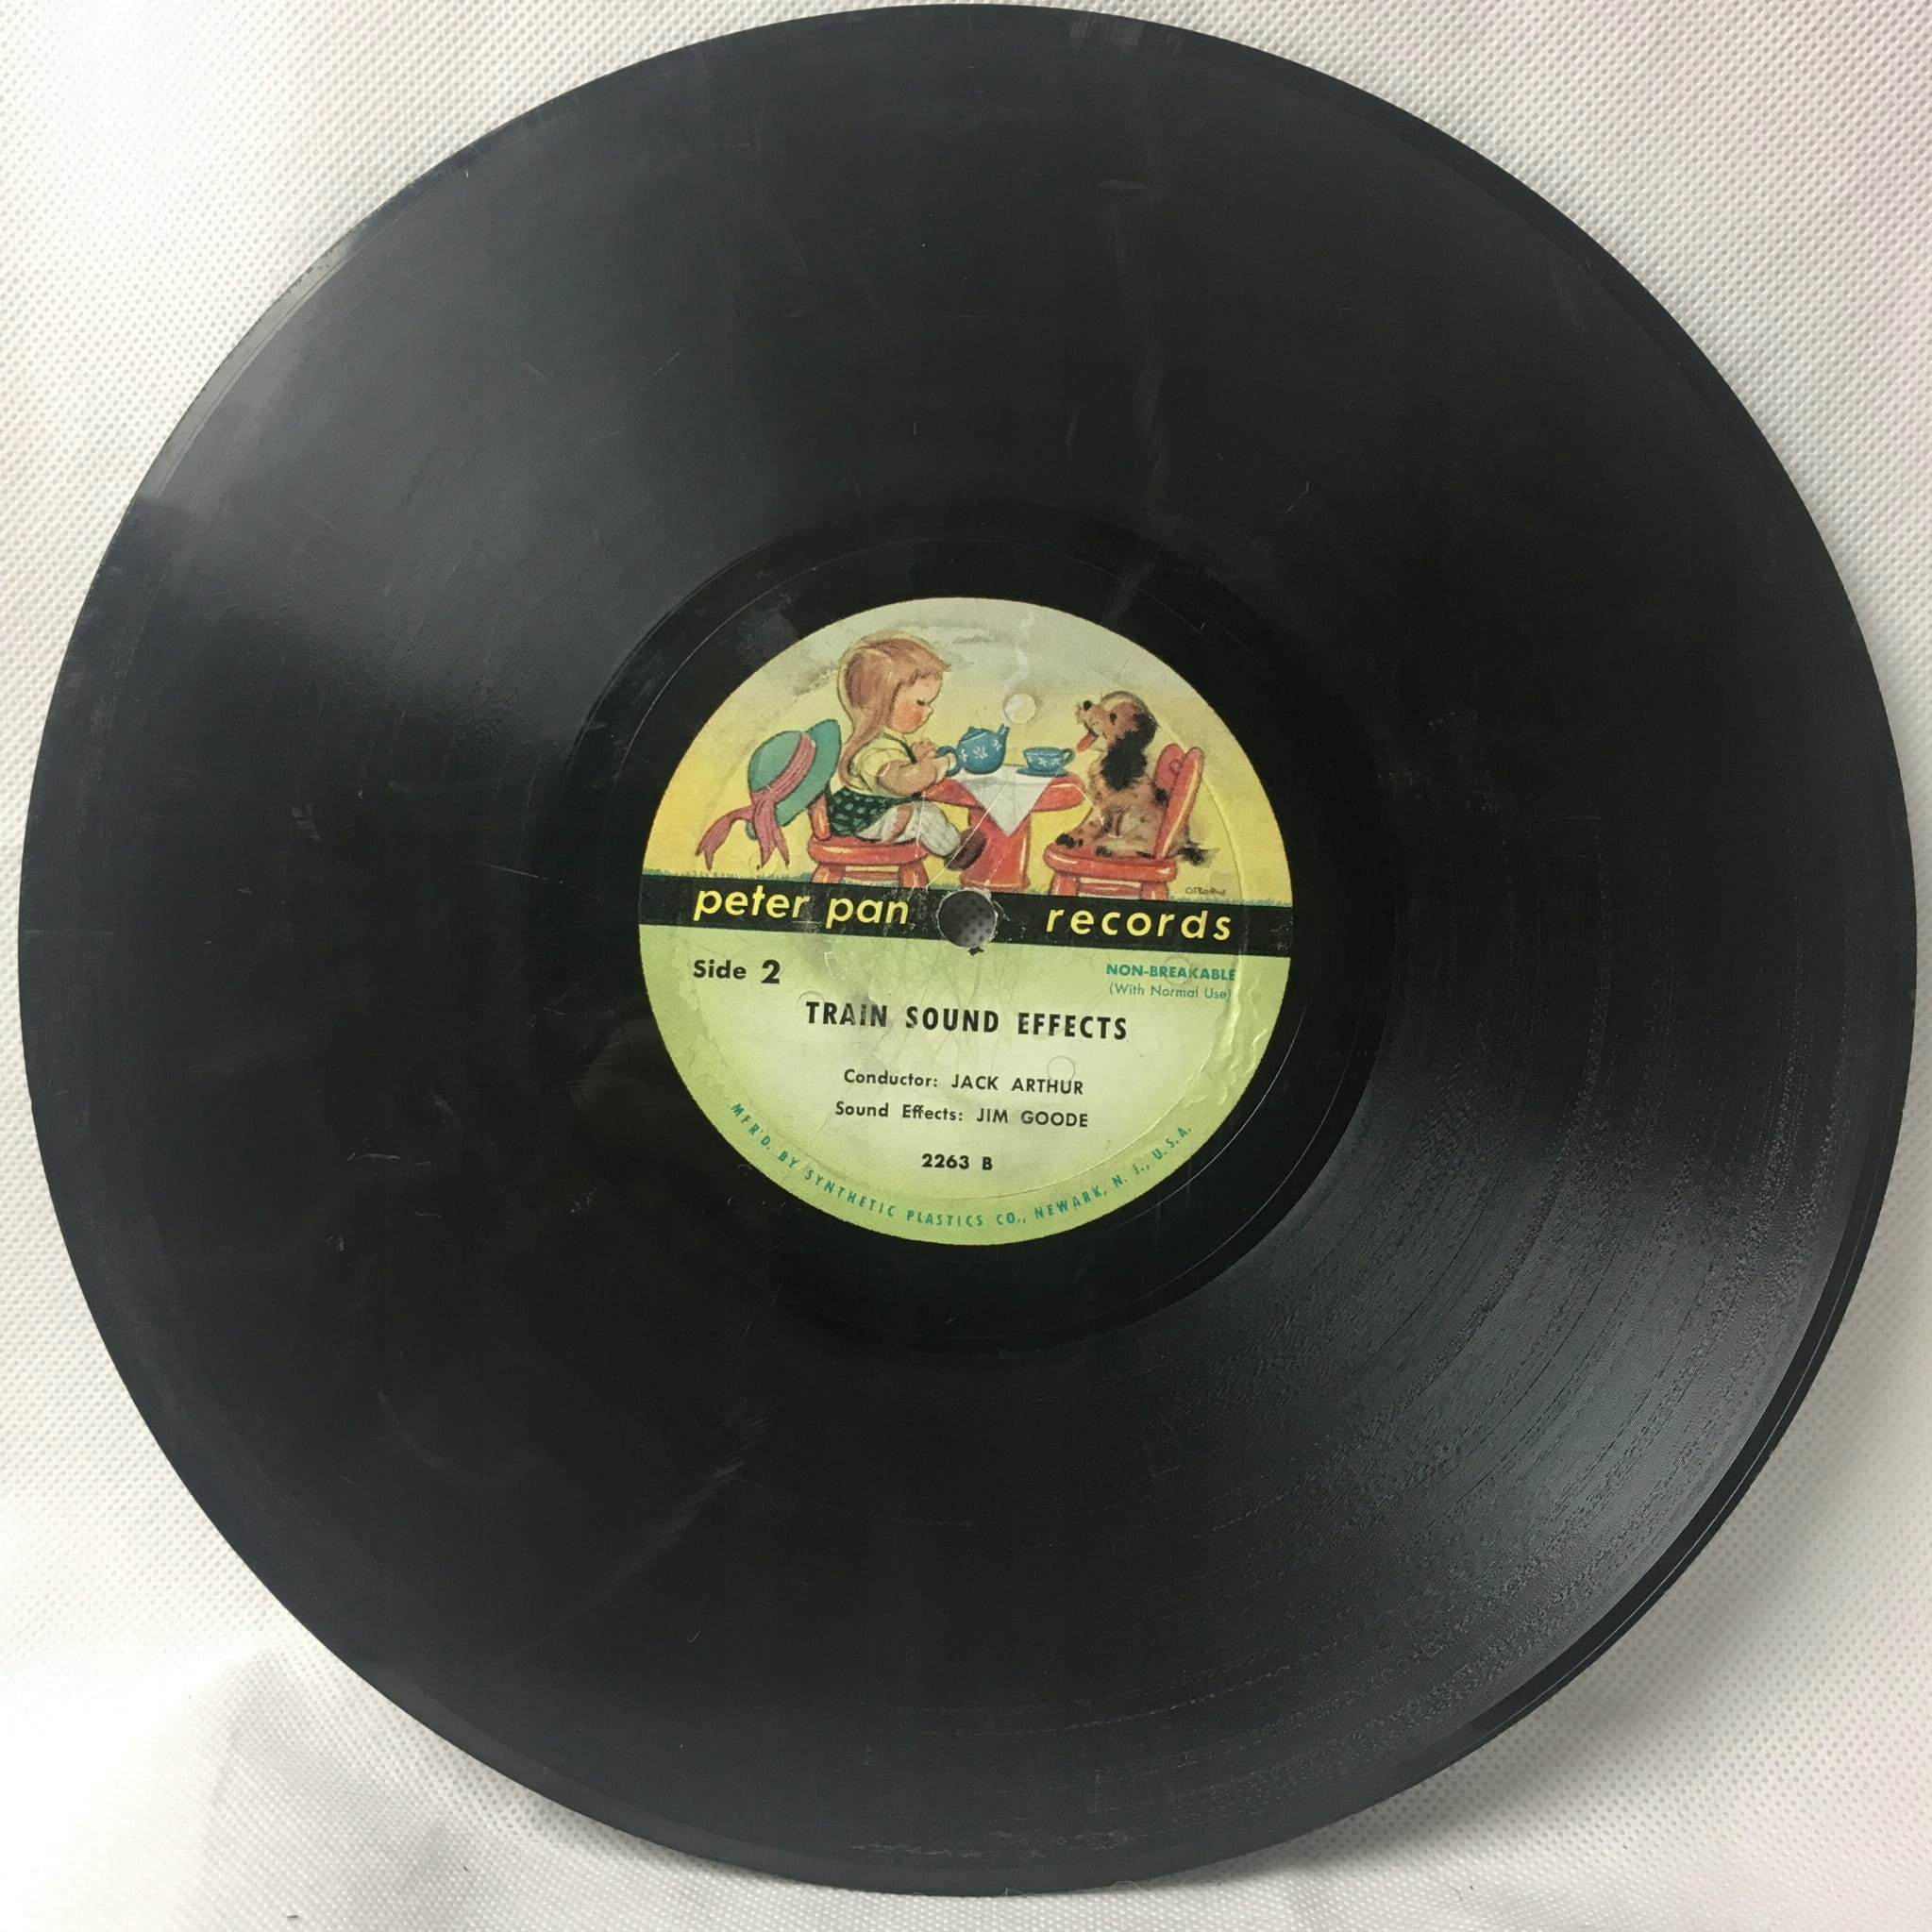 peter pan records
Side 2
NON-BREAKABLE
(With Normal Use)
TRAIN SOUND EFFECTS
Conductor: JACK ARTHUR
Sound Effects: JIM GOODE
2263 B
MFR'D. BY SYNTHETIC PLASTICS CO., NEWARK, N. J., U.S.A.